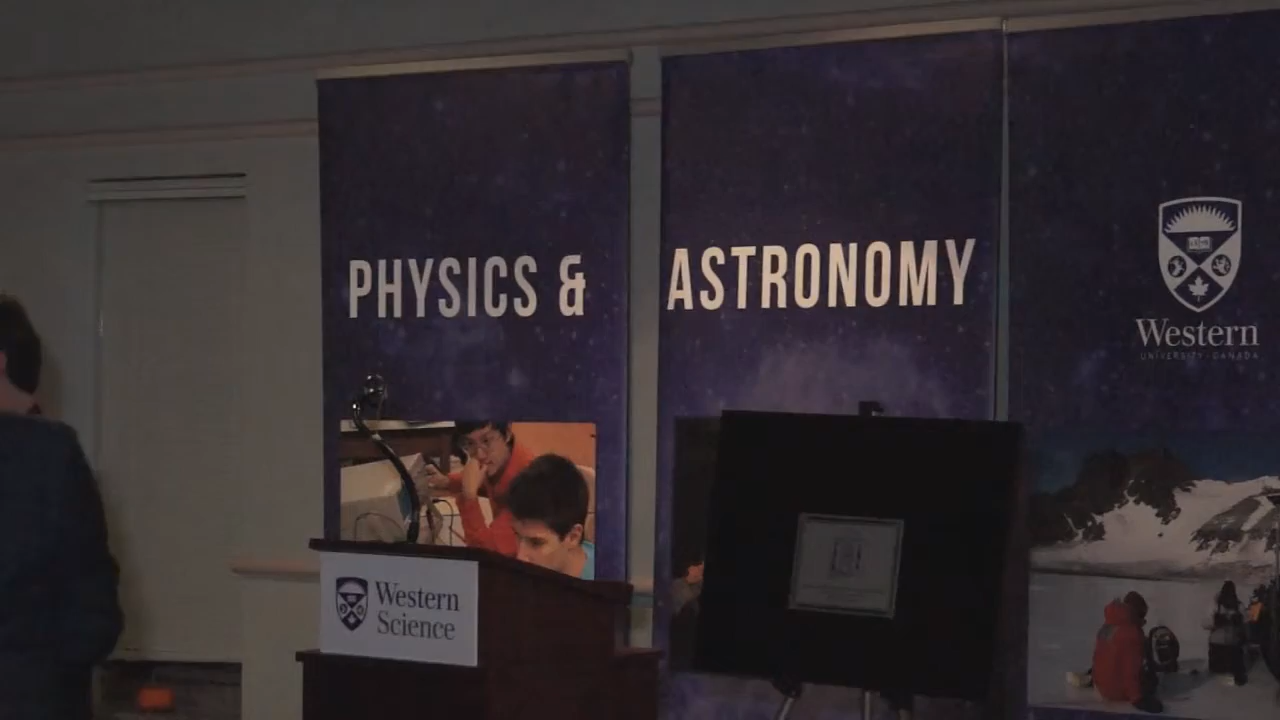 PHYSICS & ASTRONOMY
Western
UNIVERSITY · CANADA
Western
Science